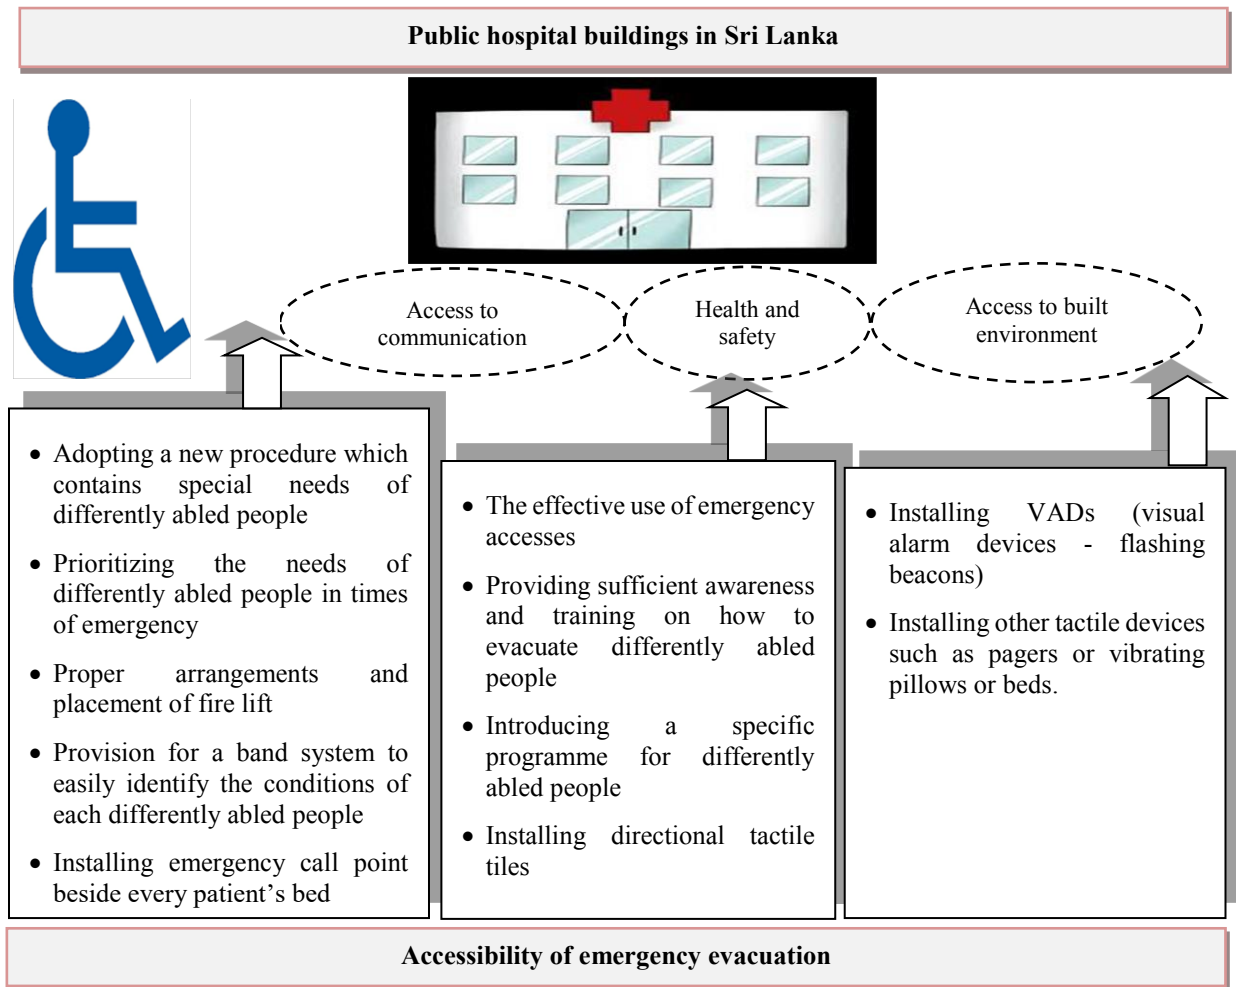 Public hospital buildings in Sri Lanka
Access to
communication
Health and
safety
Access to built
environment
• Adopting a new procedure which
contains special needs of
differently abled people
• Prioritizing the needs of
differently abled people in times
of emergency
• Proper arrangements and
placement of fire lift
• Provision for a band system to
easily identify the conditions of
each differently abled people
• Installing emergency call point
beside every patient’s bed
• The effective use of emergency
accesses
• Providing sufficient awareness
and training on how to
evacuate differently abled
people
• Introducing a specific
programme for differently
abled people
• Installing directional tactile
tiles
• Installing VADs (visual
alarm devices - flashing
beacons)
• Installing other tactile devices
such as pagers or vibrating
pillows or beds.
Accessibility of emergency evacuation